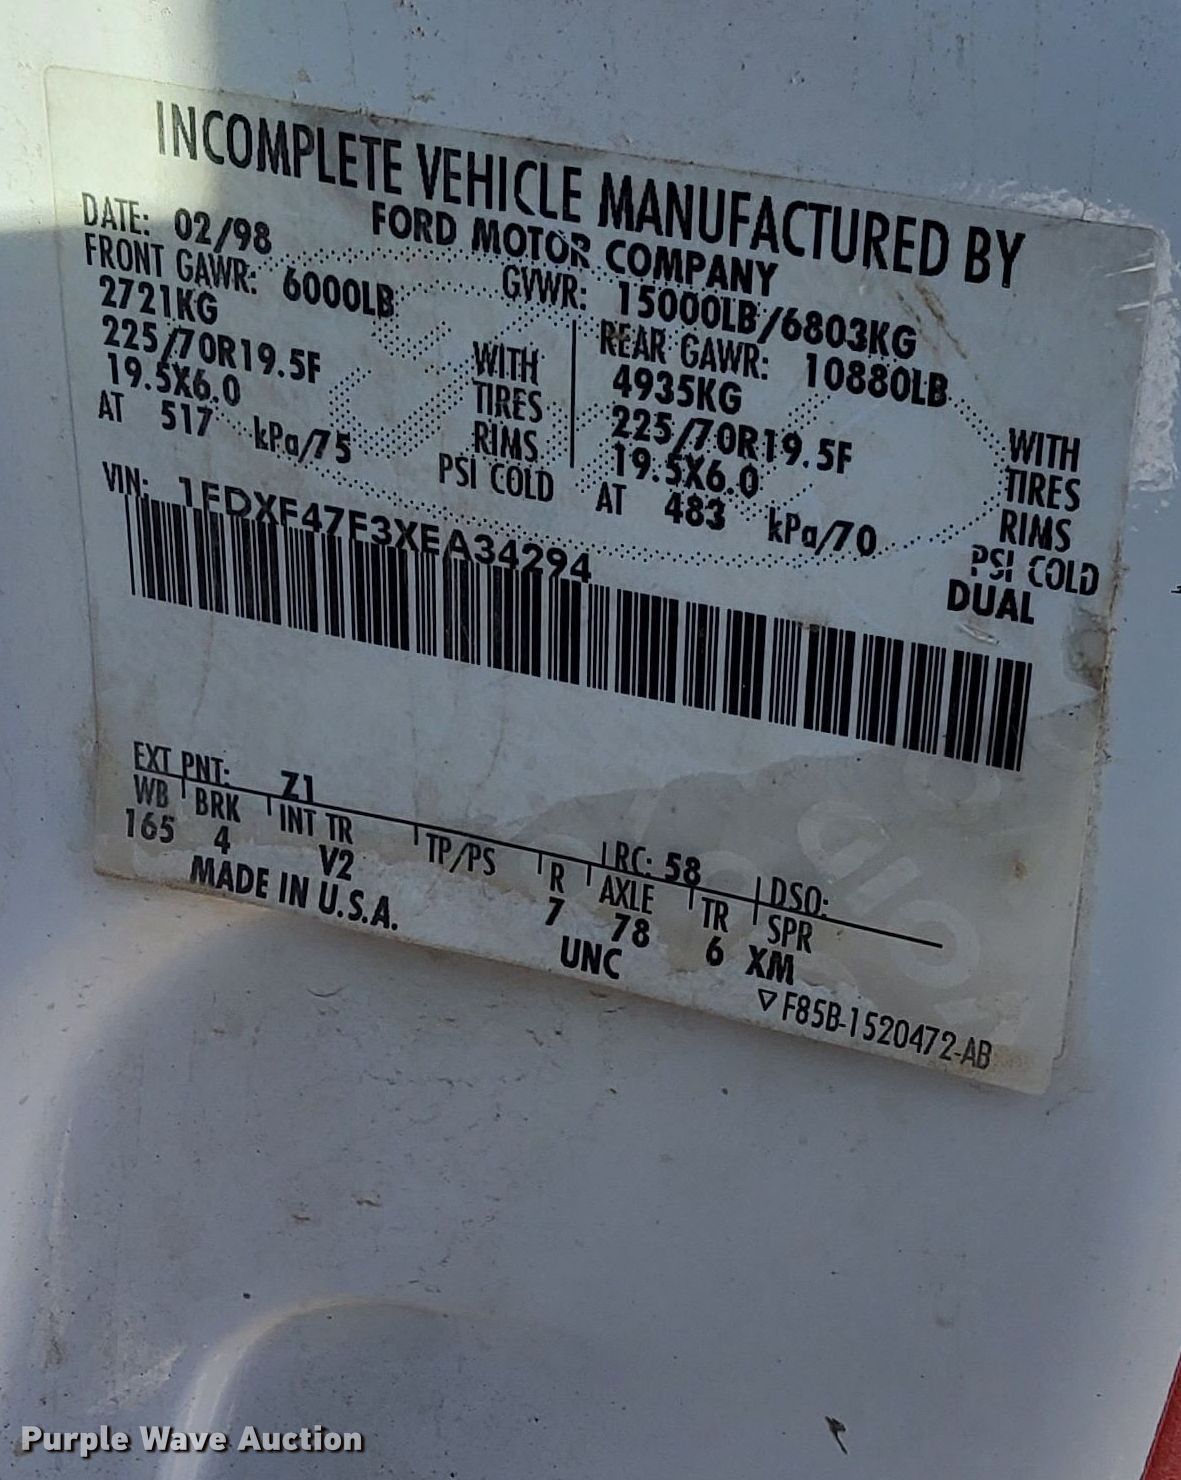 INCOMPLETE VEHICLE MANUFACTURED BY
FORD MOTOR COMPANY
DATE: 02/98
GVWR: 15000LB/6803KG
FRONT GAWR: 6000LB
2721KG WITH
225/70R19.5F TIRES
19.5X6.0 RIMS
AT 517 kPa/75 PSI COLD
REAR GAWR: 10880LB
4935KG WITH
225/70R19.5F TIRES
19.5X6.0 RIMS
AT 483 kPa/70 PSI COLD
DUAL
VIN: 1FDXF47F3XEA34294
EXT PNT: Z1 RC: 58 DSO:
WB BRK INT TR TP/PS R AXLE TR SPR
165 4 V2 7 78 6 XM
MADE IN U.S.A. UNC
▽F85B-1520472-AB
Purple Wave Auction